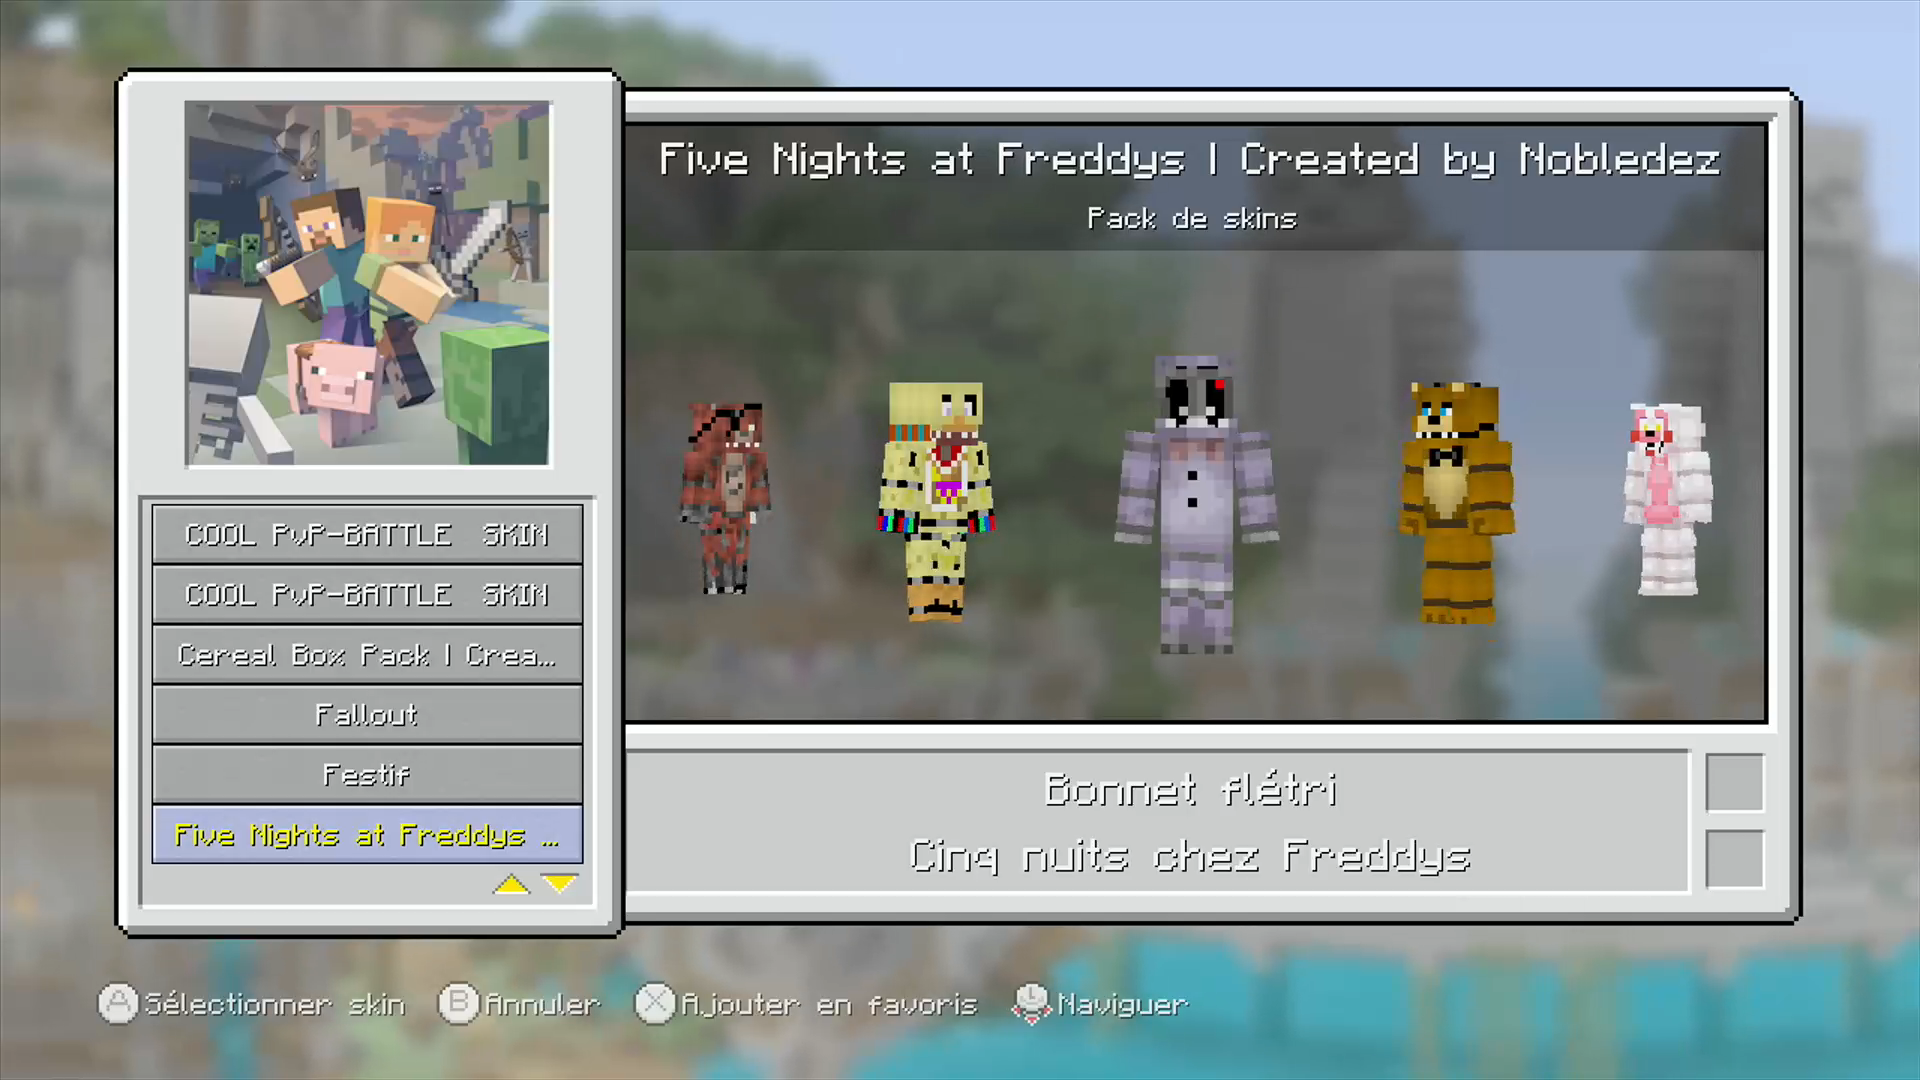 Five Nights at Freddys | Created by Nobledez
Pack de skins
COOL PvP-BATTLE SKIN
COOL PvP-BATTLE SKIN
Cereal Box Pack | Crea...
Fallout
Festif
Five Nights at Freddys ...
Bonnet flétri
Cinq nuits chez Freddys
A Sélectionner skin B Annuler X Ajouter en favoris L Naviguer